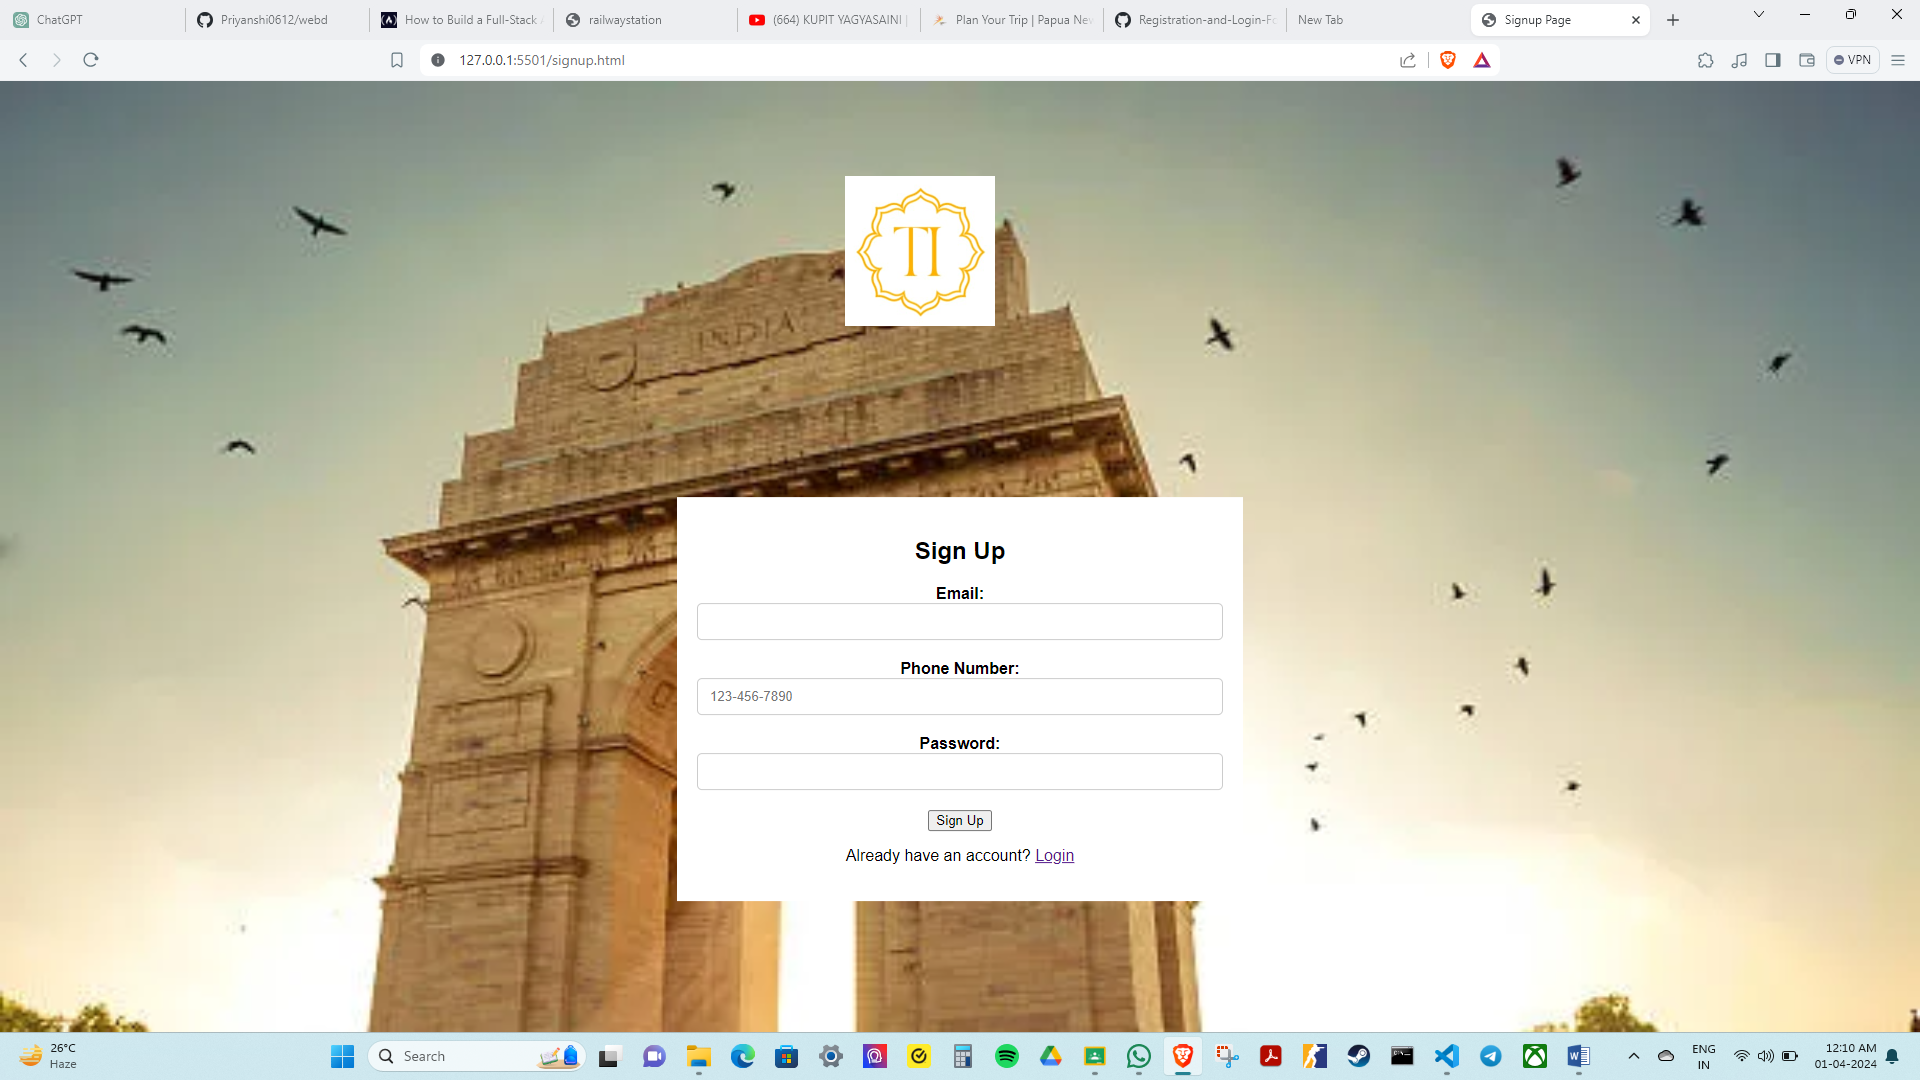 ChatGPT
Priyanshi0612/webd
How to Build a Full-Stack
railwaystation
(664) KUPIT YAGYASAINI |
Plan Your Trip | Papua Nev
Registration-and-Login-Fo
New Tab
Signup Page
127.0.0.1:5501/signup.html
VPN
TI
INDIA
Sign Up
Email:
Phone Number:
123-456-7890
Password:
Sign Up
Already have an account? Login
26°C
Haze
Search
ENG
IN
12:10 AM
01-04-2024